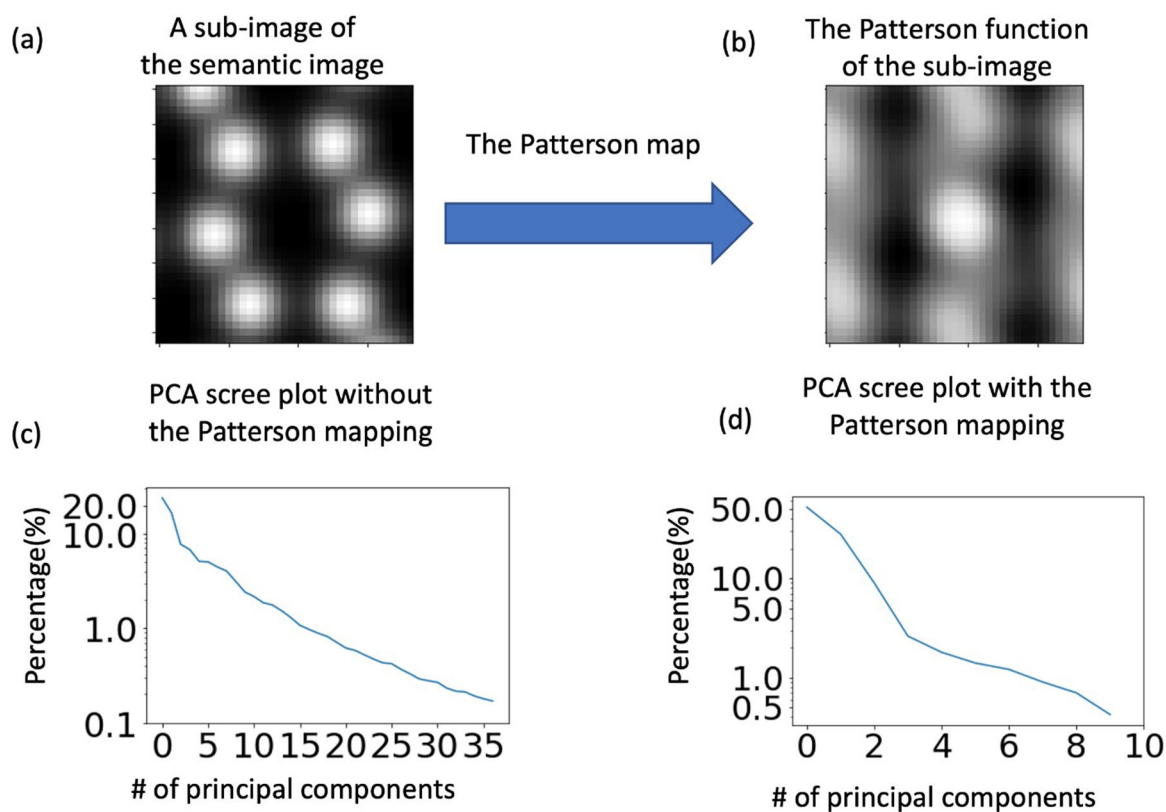 (a)
A sub-image of
the semantic image
(b)
The Patterson function
of the sub-image
The Patterson map
(c)
PCA scree plot without
the Patterson mapping
(d)
PCA scree plot with the
Patterson mapping
Percentage(%)
20.0
10.0
1.0
0.1
0 5 10 15 20 25 30 35
# of principal components
Percentage(%)
50.0
10.0
5.0
1.0
0.5
0 2 4 6 8 10
# of principal components